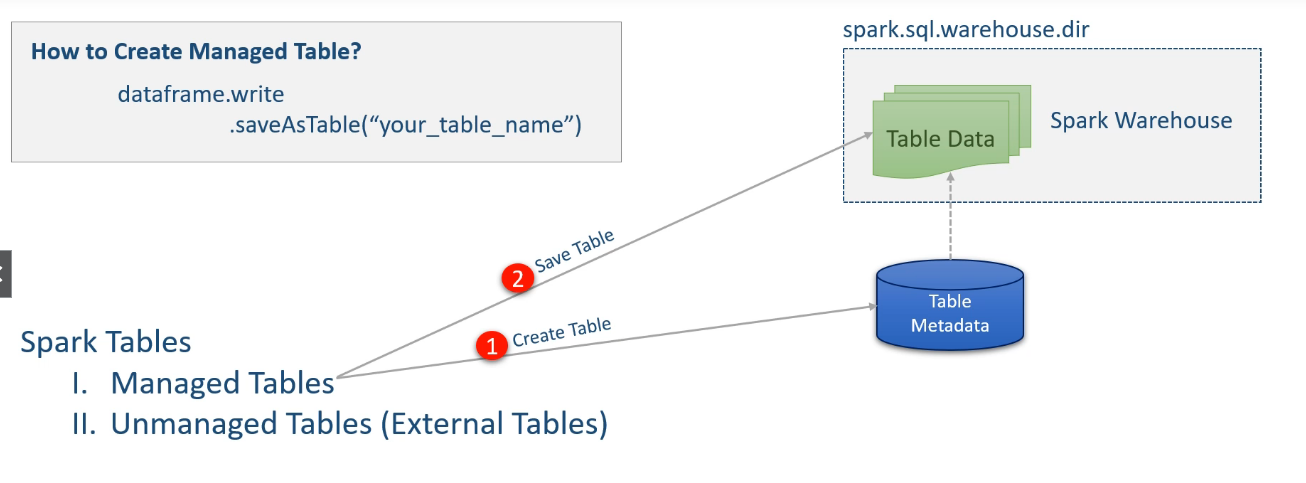 How to Create Managed Table?
dataframe.write
.saveAsTable(“your_table_name”)
spark.sql.warehouse.dir
Table Data
Spark Warehouse
2 Save Table
1 Create Table
Table
Metadata
Spark Tables
I. Managed Tables
II. Unmanaged Tables (External Tables)